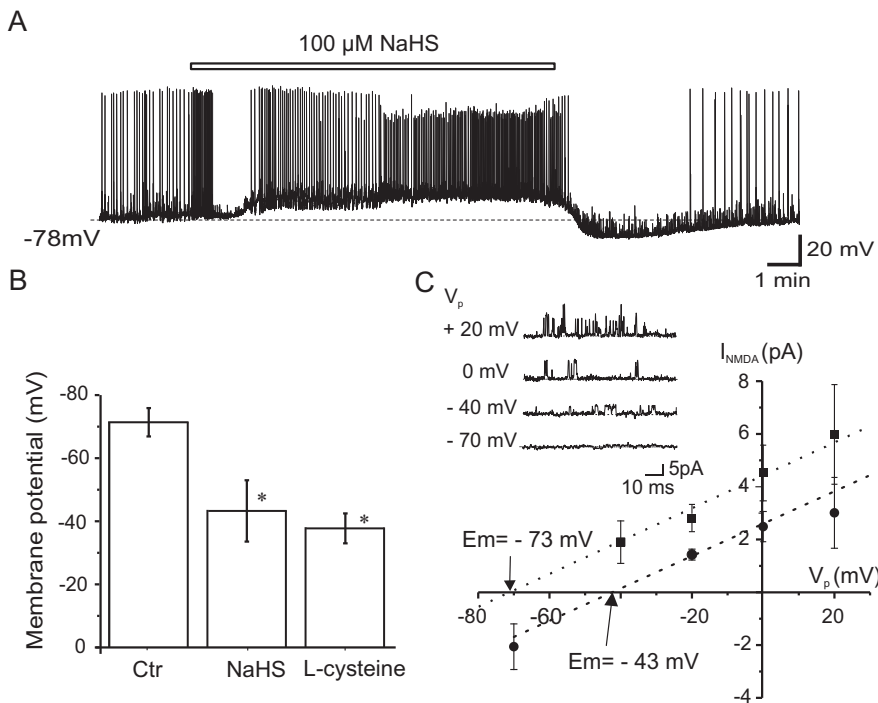 A
100 µM NaHS
-78mV
20 mV
1 min
B
Membrane potential (mV)
-80
-60
-40
-20
0
*
*
Ctr
NaHS
L-cysteine
C
Vp
+ 20 mV
0 mV
- 40 mV
- 70 mV
5pA
10 ms
INMDA (pA)
8
6
4
2
-2
-4
Em= - 73 mV
Em= - 43 mV
Vp (mV)
-80
-60
-40
-20
20